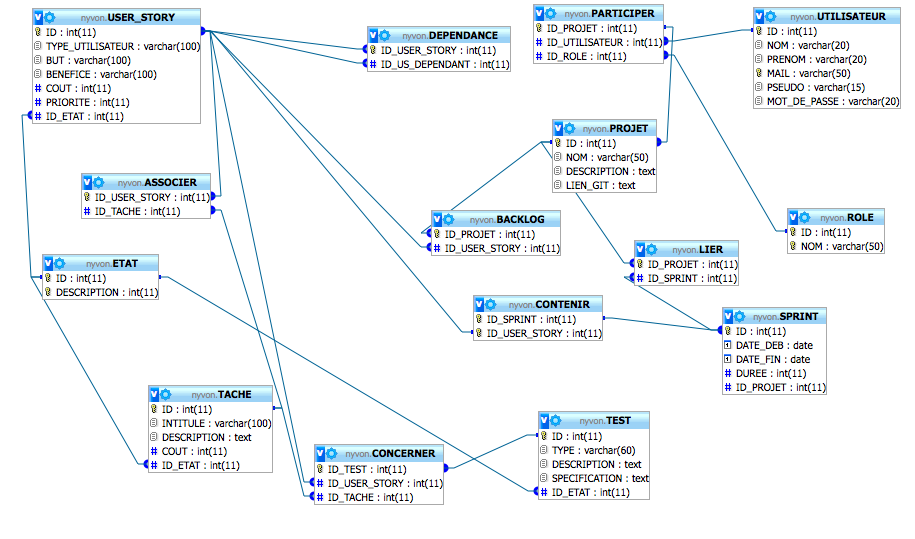 nyvon.USER_STORY
ID : int(11)
TYPE_UTILISATEUR : varchar(100)
BUT : varchar(100)
BENEFICE : varchar(100)
COUT : int(11)
PRIORITE : int(11)
ID_ETAT : int(11)
nyvon.DEPENDANCE
ID_USER_STORY : int(11)
ID_US_DEPENDANT : int(11)
nyvon.PARTICIPER
ID_PROJET : int(11)
ID_UTILISATEUR : int(11)
ID_ROLE : int(11)
nyvon.UTILISATEUR
ID : int(11)
NOM : varchar(20)
PRENOM : varchar(20)
MAIL : varchar(50)
PSEUDO : varchar(15)
MOT_DE_PASSE : varchar(20)
nyvon.PROJET
ID : int(11)
NOM : varchar(50)
DESCRIPTION : text
LIEN_GIT : text
nyvon.ASSOCIER
ID_USER_STORY : int(11)
ID_TACHE : int(11)
nyvon.BACKLOG
ID_PROJET : int(11)
ID_USER_STORY : int(11)
nyvon.ROLE
ID : int(11)
NOM : varchar(50)
nyvon.LIER
ID_PROJET : int(11)
ID_SPRINT : int(11)
nyvon.ETAT
ID : int(11)
DESCRIPTION : int(11)
nyvon.CONTENIR
ID_SPRINT : int(11)
ID_USER_STORY : int(11)
nyvon.SPRINT
ID : int(11)
DATE_DEB : date
DATE_FIN : date
DUREE : int(11)
ID_PROJET : int(11)
nyvon.TACHE
ID : int(11)
INTITULE : varchar(100)
DESCRIPTION : text
COUT : int(11)
ID_ETAT : int(11)
nyvon.CONCERNER
ID_TEST : int(11)
ID_USER_STORY : int(11)
ID_TACHE : int(11)
nyvon.TEST
ID : int(11)
TYPE : varchar(60)
DESCRIPTION : text
SPECIFICATION : text
ID_ETAT : int(11)